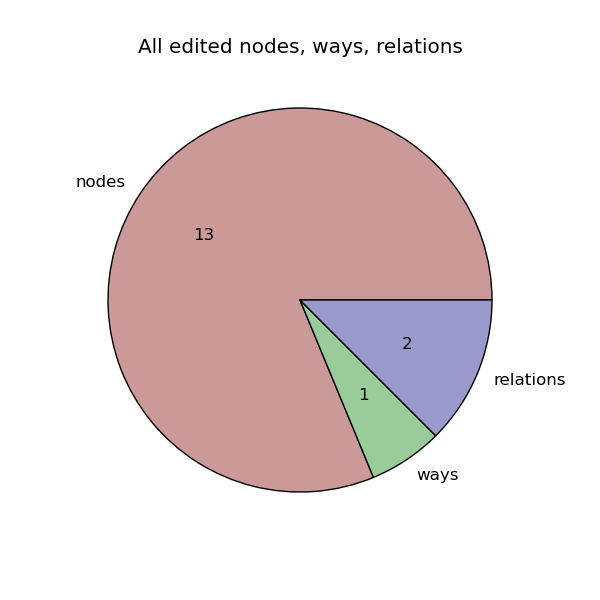 All edited nodes, ways, relations
nodes
13
2
relations
1
ways